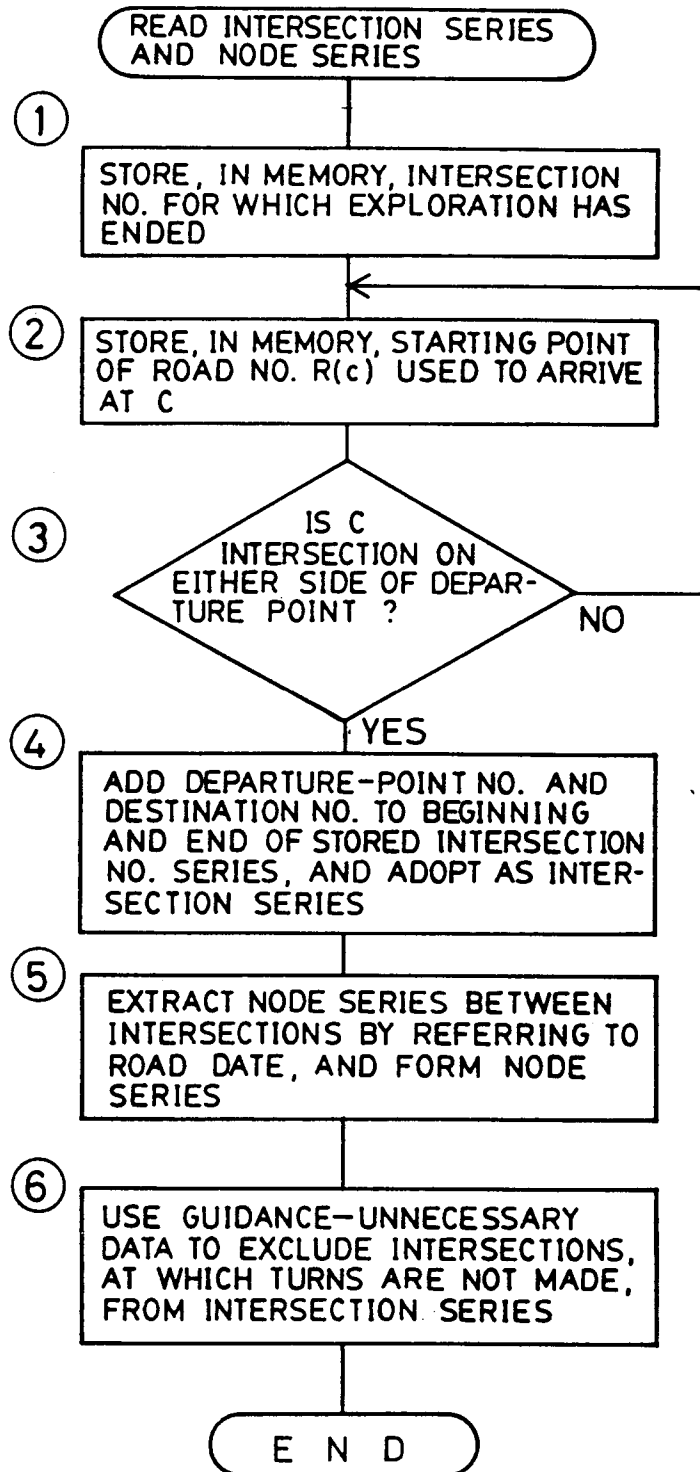 READ INTERSECTION SERIES
AND NODE SERIES
1
STORE, IN MEMORY, INTERSECTION
NO. FOR WHICH EXPLORATION HAS
ENDED
2
STORE, IN MEMORY, STARTING POINT
OF ROAD NO. R(c) USED TO ARRIVE
AT C
3
IS C
INTERSECTION ON
EITHER SIDE OF DEPAR-
TURE POINT ?
NO
YES
4
ADD DEPARTURE-POINT NO. AND
DESTINATION NO. TO BEGINNING
AND END OF STORED INTERSECTION
NO. SERIES, AND ADOPT AS INTER-
SECTION SERIES
5
EXTRACT NODE SERIES BETWEEN
INTERSECTIONS BY REFERRING TO
ROAD DATE, AND FORM NODE
SERIES
6
USE GUIDANCE-UNNECESSARY
DATA TO EXCLUDE INTERSECTIONS,
AT WHICH TURNS ARE NOT MADE,
FROM INTERSECTION SERIES
END